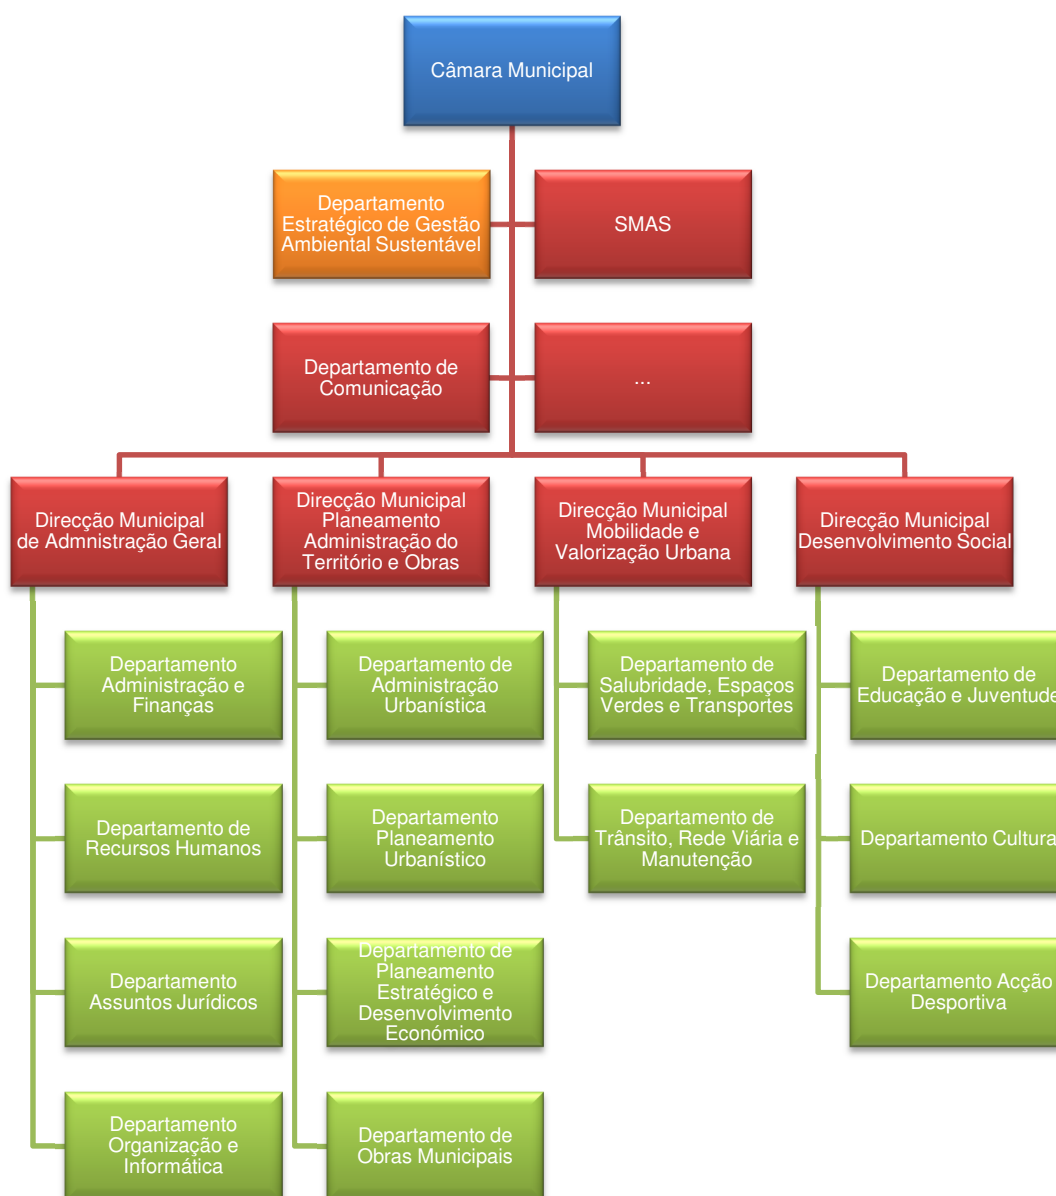 Câmara Municipal
Departamento
Estratégico de Gestão
Ambiental Sustentável
SMAS
Departamento de
Comunicação
...
Direcção Municipal
de Admnistração Geral
Direcção Municipal
Planeamento
Administração do
Território e Obras
Direcção Municipal
Mobilidade e
Valorização Urbana
Direcção Municipal
Desenvolvimento Social
Departamento
Administração e
Finanças
Departamento de
Administração
Urbanística
Departamento de
Salubridade, Espaços
Verdes e Transportes
Departamento de
Educação e Juventude
Departamento de
Recursos Humanos
Departamento
Planeamento
Urbanístico
Departamento de
Trânsito, Rede Viária e
Manutenção
Departamento Cultura
Departamento
Assuntos Jurídicos
Departamento de
Planeamento
Estratégico e
Desenvolvimento
Económico
Departamento Acção
Desportiva
Departamento
Organização e
Informática
Departamento de
Obras Municipais